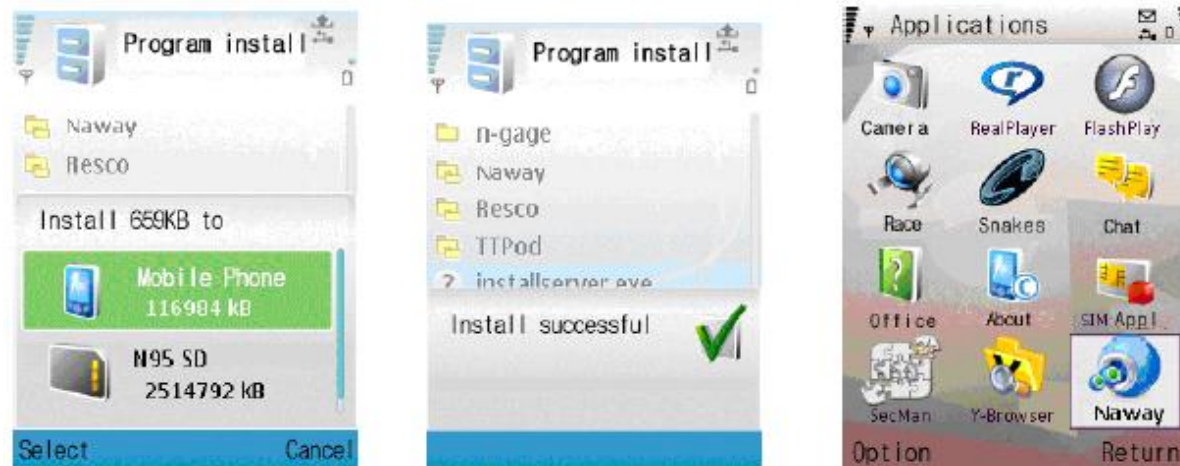 Program install
Naway
Resco
Install 659KB to
Mobile Phone
116984 kB
N95 SD
2514792 kB
Select Cancel
Program install
n-gage
Naway
Resco
TTPod
? installserver.exe
Install successful
Applications
Camera RealPlayer FlashPlay
Race Snakes Chat
Office About SIM-Appl.
SecMan Y-Browser Naway
Option Return